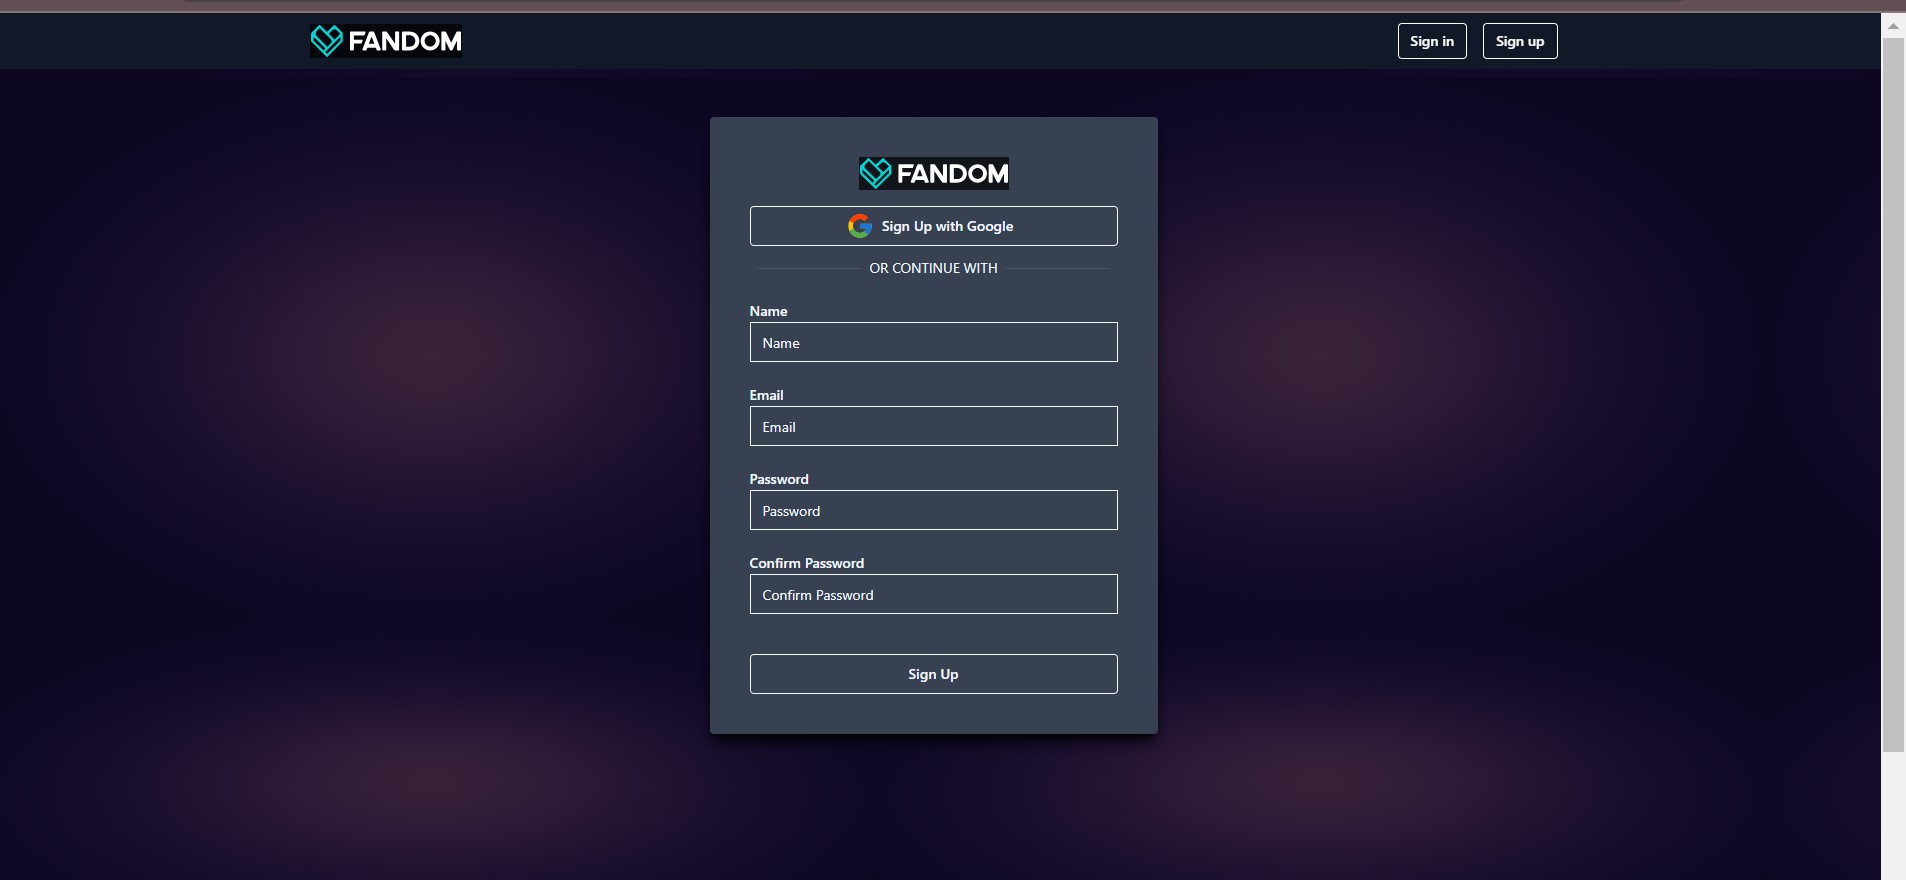 FANDOM
Sign in
Sign up
FANDOM
Sign Up with Google
OR CONTINUE WITH
Name
Name
Email
Email
Password
Password
Confirm Password
Confirm Password
Sign Up